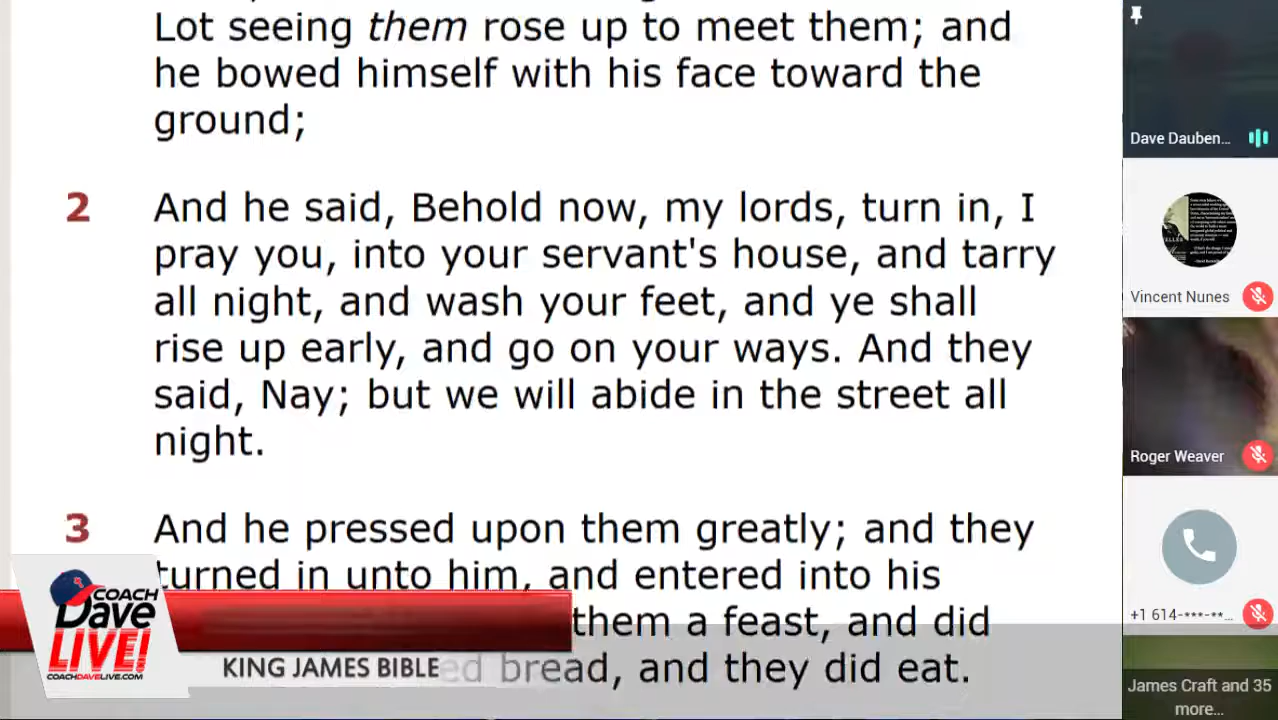 Lot seeing them rose up to meet them; and
he bowed himself with his face toward the
ground;
2 And he said, Behold now, my lords, turn in, I
pray you, into your servant's house, and tarry
all night, and wash your feet, and ye shall
rise up early, and go on your ways. And they
said, Nay; but we will abide in the street all
night.
3 And he pressed upon them greatly; and they
turned in unto him, and entered into his
them a feast, and did
ed bread, and they did eat.
COACH
Dave
LIVE!
COACHDAVELIVE.COM
KING JAMES BIBLE
Dave Dauben...
Vincent Nunes
Roger Weaver
+1 614-***-**...
James Craft and 35
more...